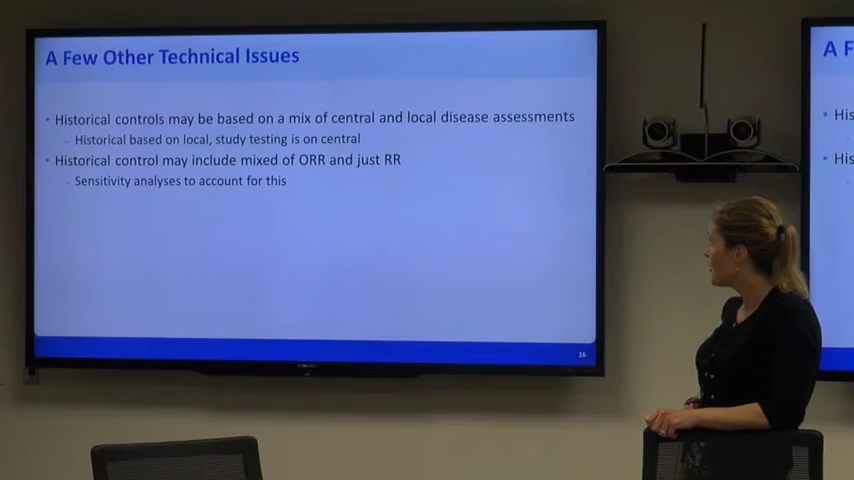 A Few Other Technical Issues
• Historical controls may be based on a mix of central and local disease assessments
- Historical based on local, study testing is on central
• Historical control may include mixed of ORR and just RR
- Sensitivity analyses to account for this
16
A F
• His
• His